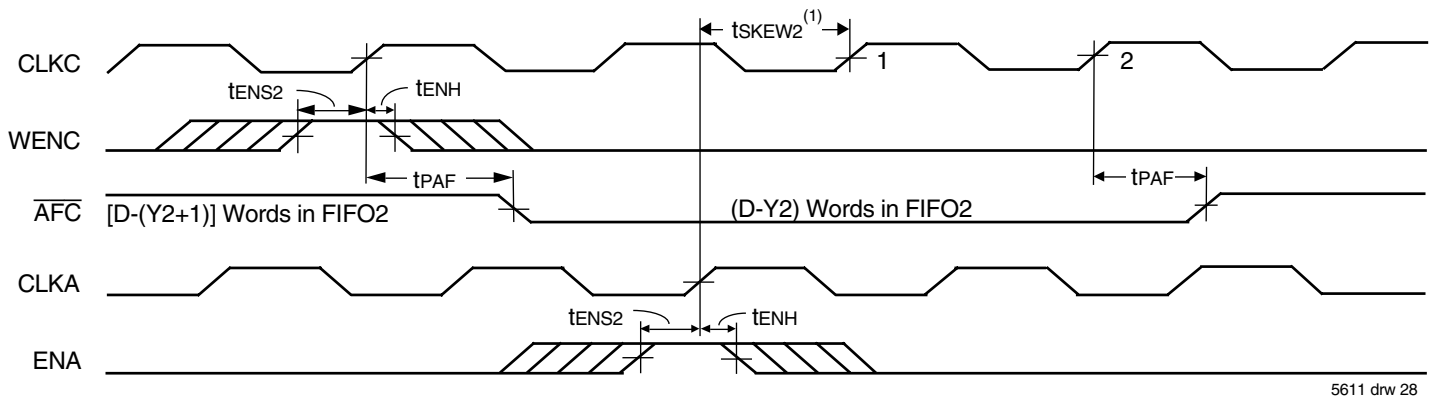 tSKEW2(1)
CLKC
1
2
tENS2
tENH
WENC
tPAF
tPAF
AFC
[D-(Y2+1)] Words in FIFO2
(D-Y2) Words in FIFO2
CLKA
tENS2
tENH
ENA
5611 drw 28